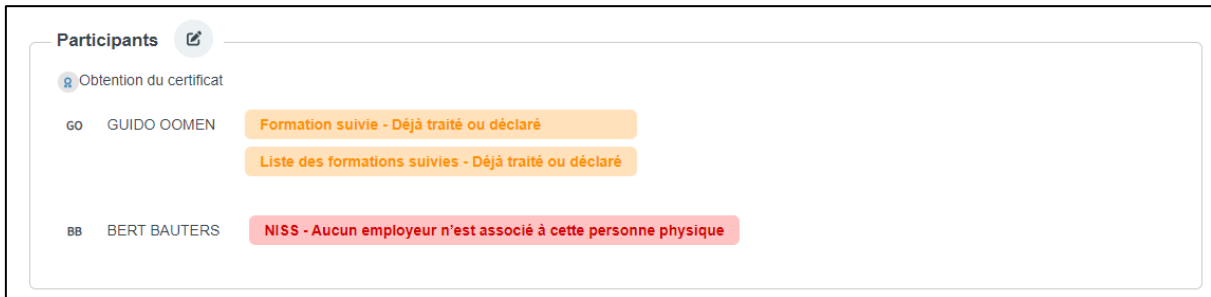 Participants
Obtention du certificat
GO GUIDO OOMEN Formation suivie - Déjà traité ou déclaré
Liste des formations suivies - Déjà traité ou déclaré
BB BERT BAUTERS NISS - Aucun employeur n'est associé à cette personne physique